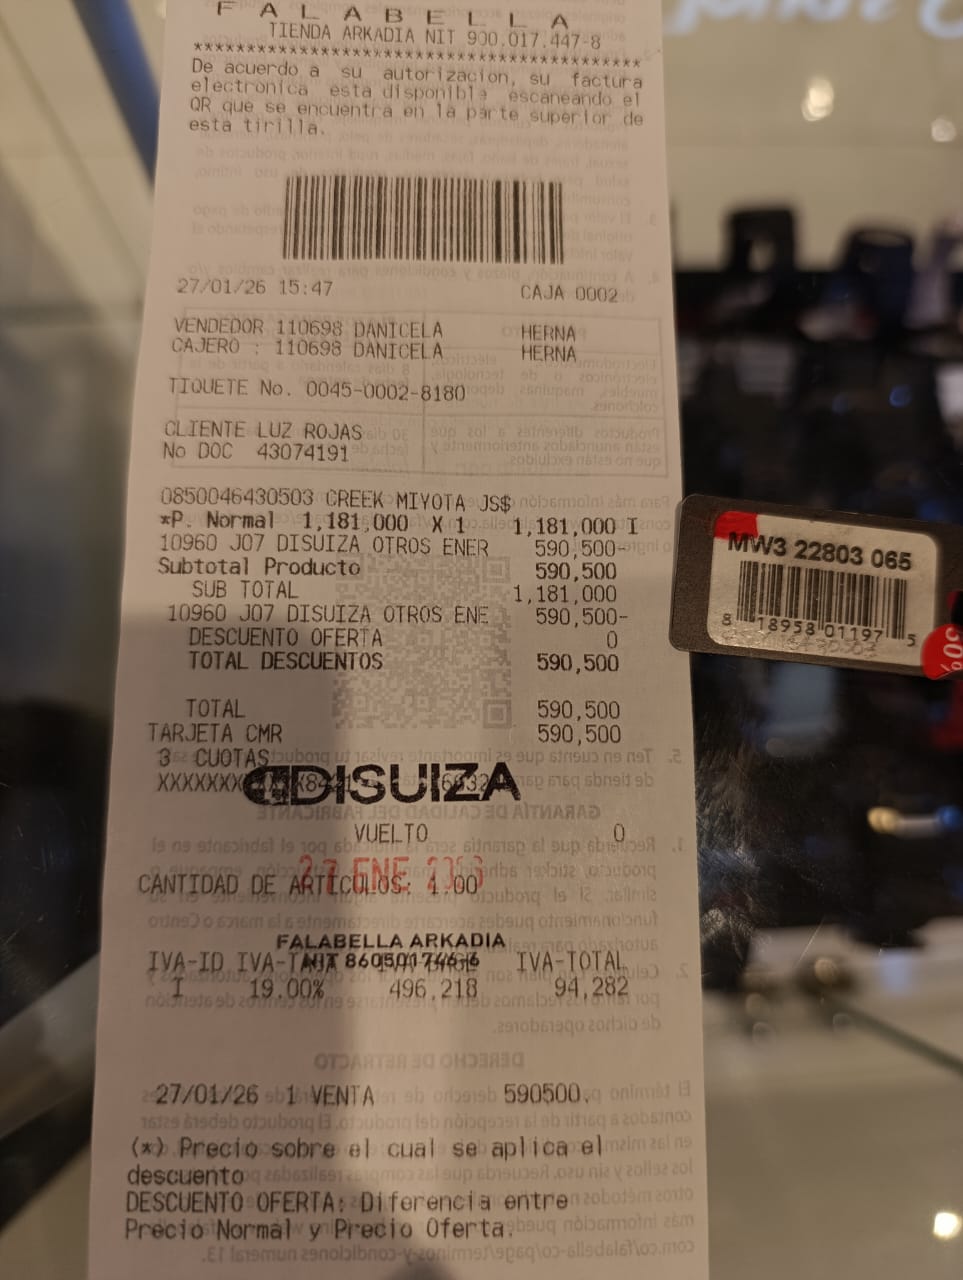 FALABELLA
TIENDA ARKADIA NIT 900.017.447-8
******************************************
De acuerdo a su autorizacion, su factura
electronica esta disponible escaneando el
QR que se encuentra en la parte superior de
esta tirilla.
27/01/26 15:47 CAJA 0002
VENDEDOR 110698 DANICELA HERNA
CAJERO : 110698 DANICELA HERNA
TIQUETE No. 0045-0002-8180
CLIENTE LUZ ROJAS
No DOC 43074191
0850046430503 CREEK MIYOTA JS$
*P. Normal 1,181,000 X 1 1,181,000 I
10960 J07 DISUIZA OTROS ENER 590,500-
Subtotal Producto 590,500
SUB TOTAL 1,181,000
10960 J07 DISUIZA OTROS ENE 590,500-
DESCUENTO OFERTA 0
TOTAL DESCUENTOS 590,500
TOTAL 590,500
TARJETA CMR 590,500
3 CUOTAS
DISUIZA
VUELTO 0
27 ENE
CANTIDAD DE ARTICULOS: 1.00
FALABELLA ARKADIA
NIT 860501746-6
IVA-ID IVA-TOTAL
I 19.00% 496,218 94,282
27/01/26 1 VENTA 590500.
(*) Precio sobre el cual se aplica el
descuento
DESCUENTO OFERTA: Diferencia entre
Precio Normal y Precio Oferta.
MW3 22803 065
8 18958 01197 5